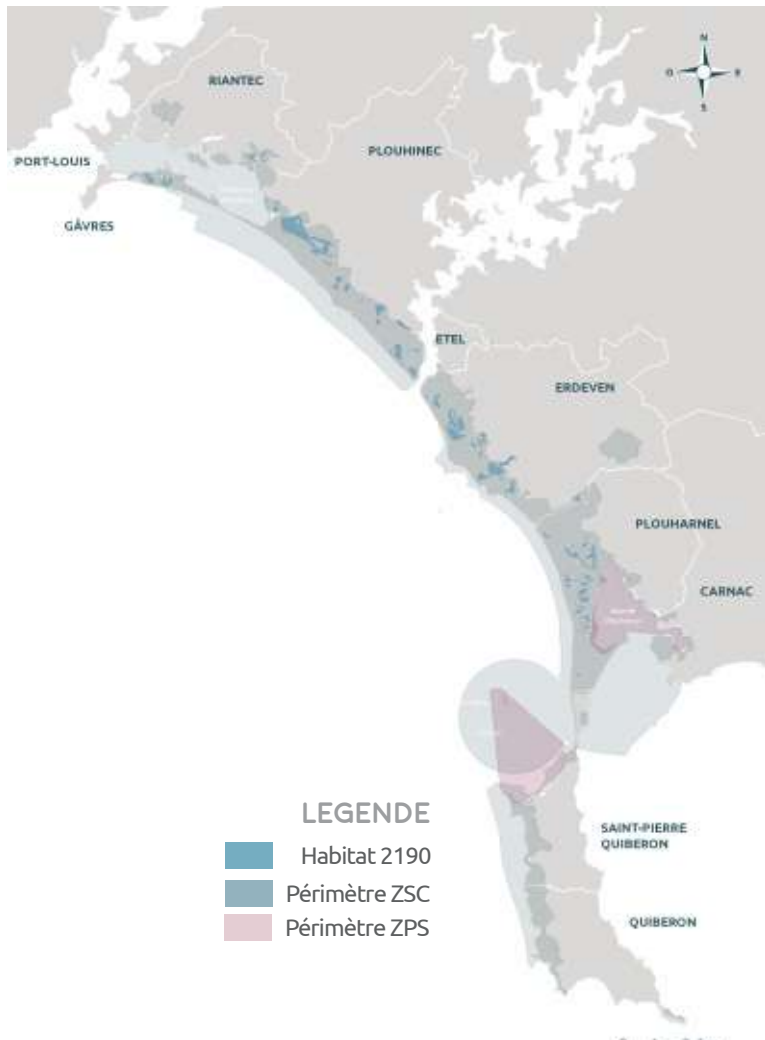 N
O
E
S
RIANTEC
PLOUHINEC
PORT-LOUIS
GÂVRES
ETEL
ERDEVEN
PLOUHARNEL
CARNAC
LEGENDE
Habitat 2190
Périmètre ZSC
Périmètre ZPS
SAINT-PIERRE
QUIBERON
QUIBERON